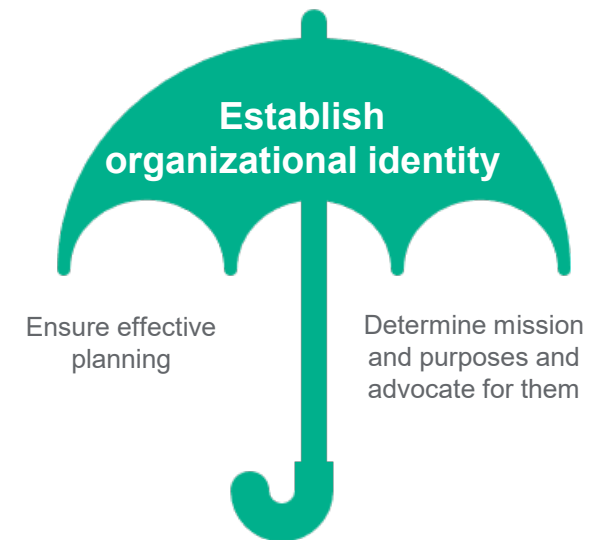 Establish
organizational identity
Ensure effective
planning
Determine mission
and purposes and
advocate for them